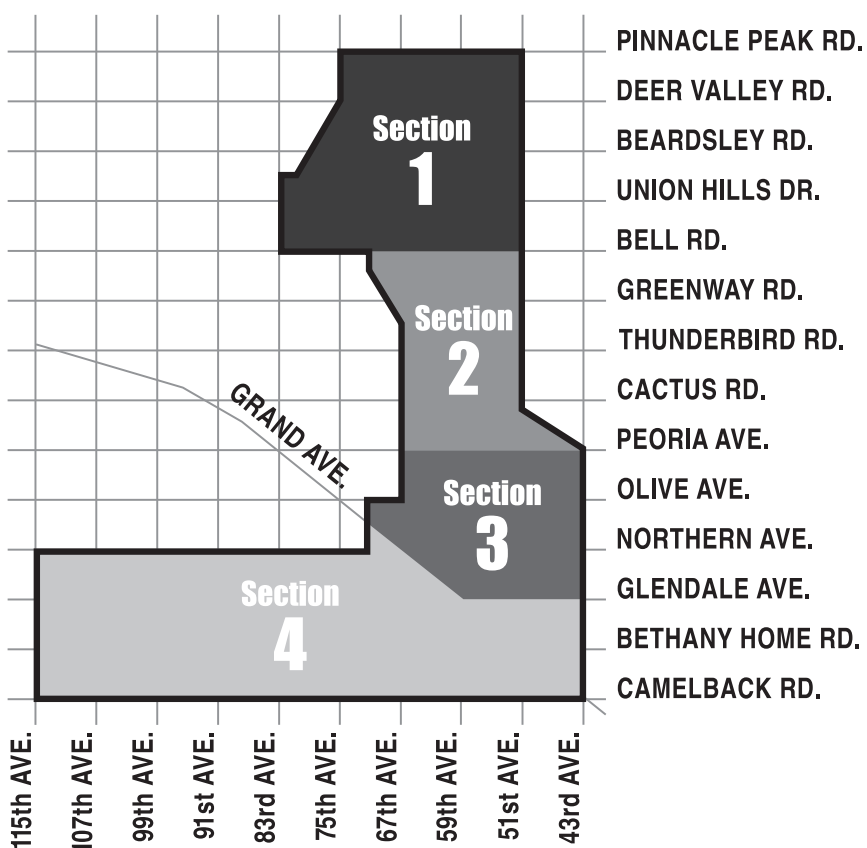 PINNACLE PEAK RD.
DEER VALLEY RD.
Section
1
BEARDSLEY RD.
UNION HILLS DR.
BELL RD.
GREENWAY RD.
Section
2
THUNDERBIRD RD.
CACTUS RD.
GRAND AVE.
PEORIA AVE.
OLIVE AVE.
Section
3
NORTHERN AVE.
GLENDALE AVE.
Section
4
BETHANY HOME RD.
CAMELBACK RD.
115th AVE.
107th AVE.
99th AVE.
91st AVE.
83rd AVE.
75th AVE.
67th AVE.
59th AVE.
51st AVE.
43rd AVE.